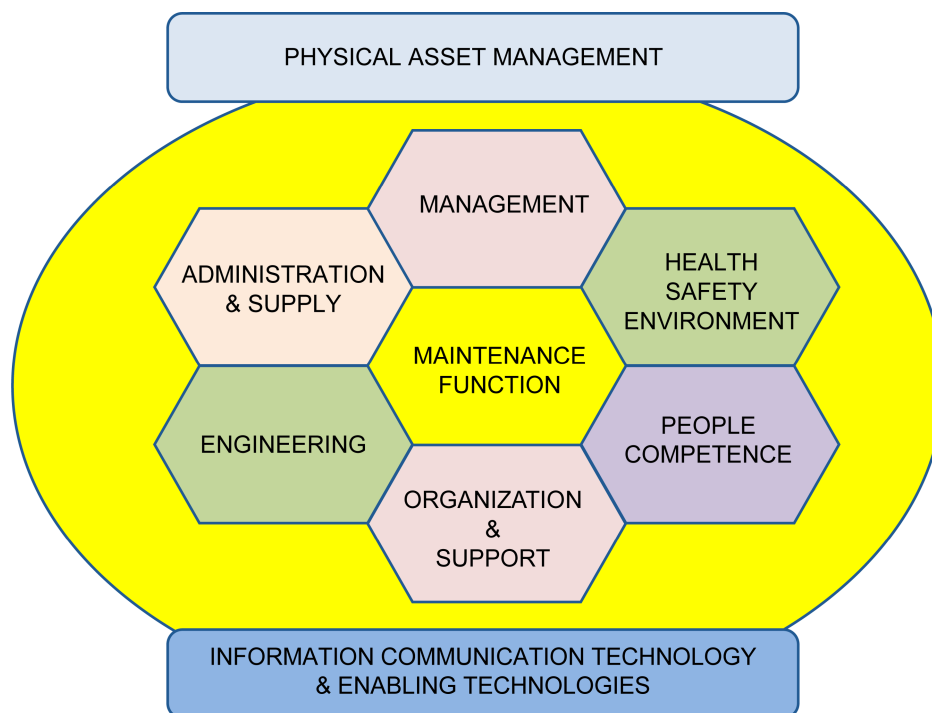 PHYSICAL ASSET MANAGEMENT
MANAGEMENT
ADMINISTRATION
& SUPPLY
HEALTH
SAFETY
ENVIRONMENT
MAINTENANCE
FUNCTION
ENGINEERING
PEOPLE
COMPETENCE
ORGANIZATION
&
SUPPORT
INFORMATION COMMUNICATION TECHNOLOGY
& ENABLING TECHNOLOGIES